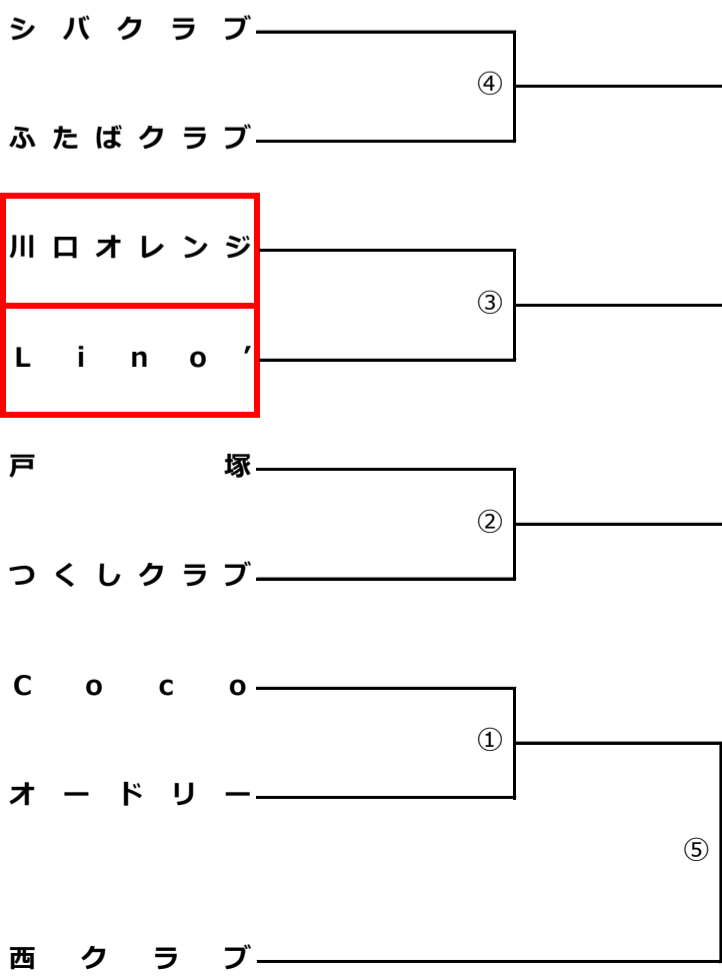 シバクラブ
④
ふたばクラブ
川口オレンジ
③
Lino’
戸塚
②
つくしクラブ
Coco
①
オードリー
⑤
西クラブ